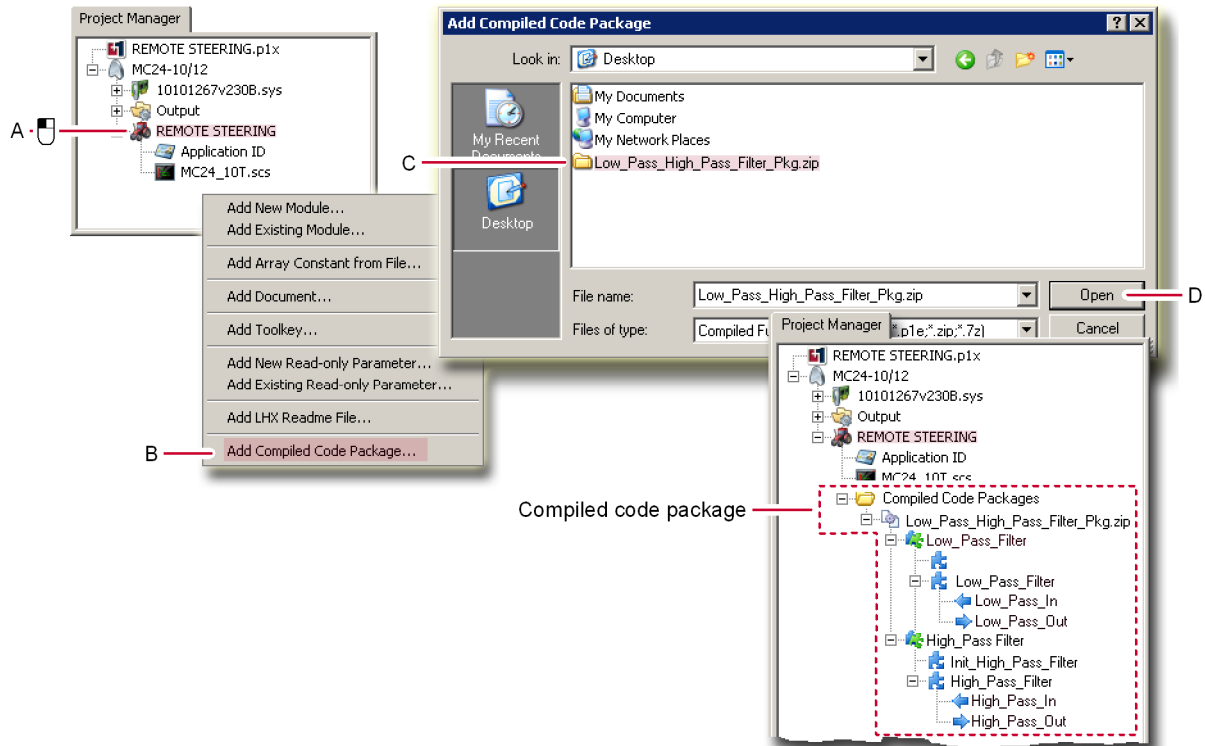 Project Manager
REMOTE STEERING.p1x
MC24-10/12
10101267v230B.sys
Output
A
REMOTE STEERING
Application ID
MC24_10T.scs
Add New Module...
Add Existing Module...
Add Array Constant from File...
Add Document...
Add Toolkey...
Add New Read-only Parameter...
Add Existing Read-only Parameter...
Add LHX Readme File...
B
Add Compiled Code Package...
Add Compiled Code Package
Look in:
Desktop
My Recent
Documents
Desktop
My Documents
My Computer
My Network Places
C
Low_Pass_High_Pass_Filter_Pkg.zip
File name:
Low_Pass_High_Pass_Filter_Pkg.zip
Open
D
Files of type:
Compiled Fu
*.p1e;*.zip;*.7z)
Cancel
Project Manager
REMOTE STEERING.p1x
MC24-10/12
10101267v230B.sys
Output
REMOTE STEERING
Application ID
MC24_10T.scs
Compiled code package
Compiled Code Packages
Low_Pass_High_Pass_Filter_Pkg.zip
Low_Pass_Filter
Low_Pass_Filter
Low_Pass_In
Low_Pass_Out
High_Pass Filter
Init_High_Pass_Filter
High_Pass_Filter
High_Pass_In
High_Pass_Out